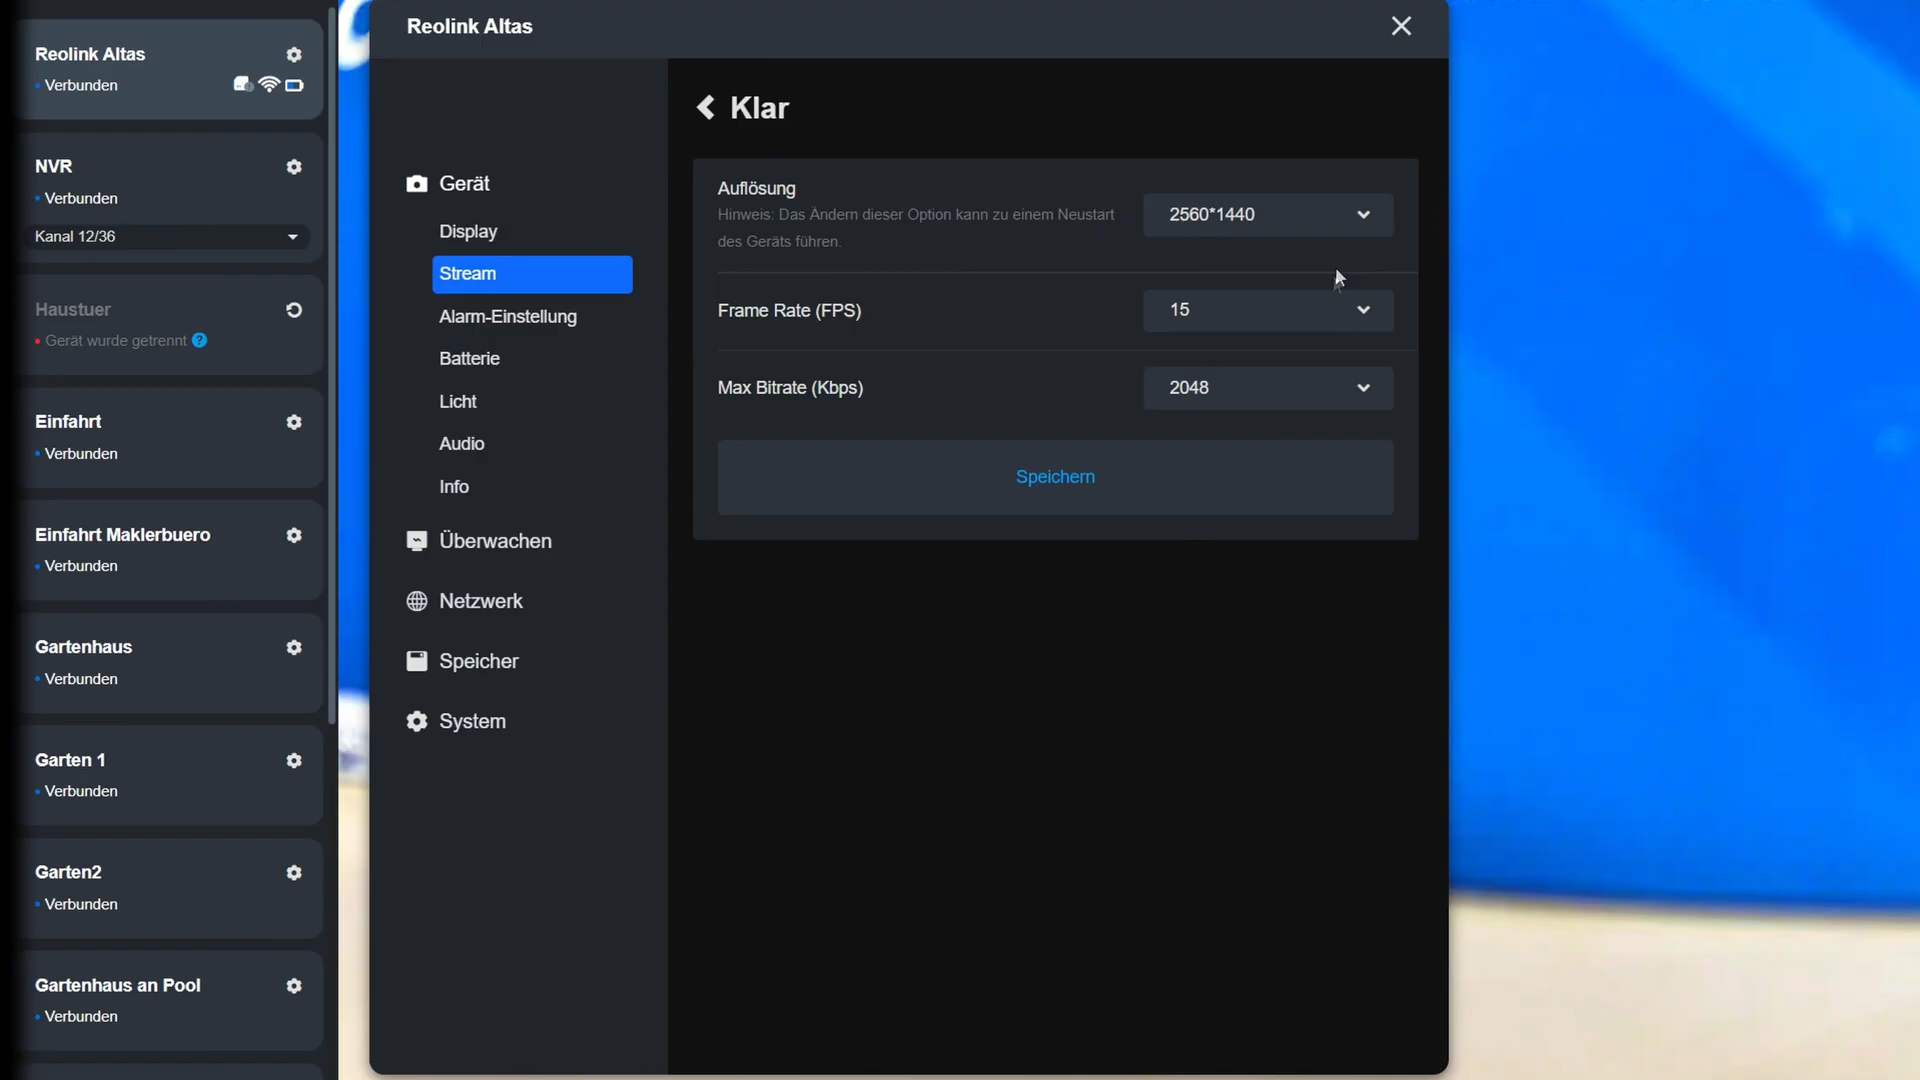 Reolink Altas
Verbunden
NVR
Verbunden
Kanal 12/36
Haustuer
Gerät wurde getrennt ?
Einfahrt
Verbunden
Einfahrt Maklerbuero
Verbunden
Gartenhaus
Verbunden
Garten 1
Verbunden
Garten2
Verbunden
Gartenhaus an Pool
Verbunden
Reolink Altas
Gerät
Display
Stream
Alarm-Einstellung
Batterie
Licht
Audio
Info
Überwachen
Netzwerk
Speicher
System
Klar
Auflösung
Hinweis: Das Ändern dieser Option kann zu einem Neustart
des Geräts führen.
2560*1440
Frame Rate (FPS)
15
Max Bitrate (Kbps)
2048
Speichern